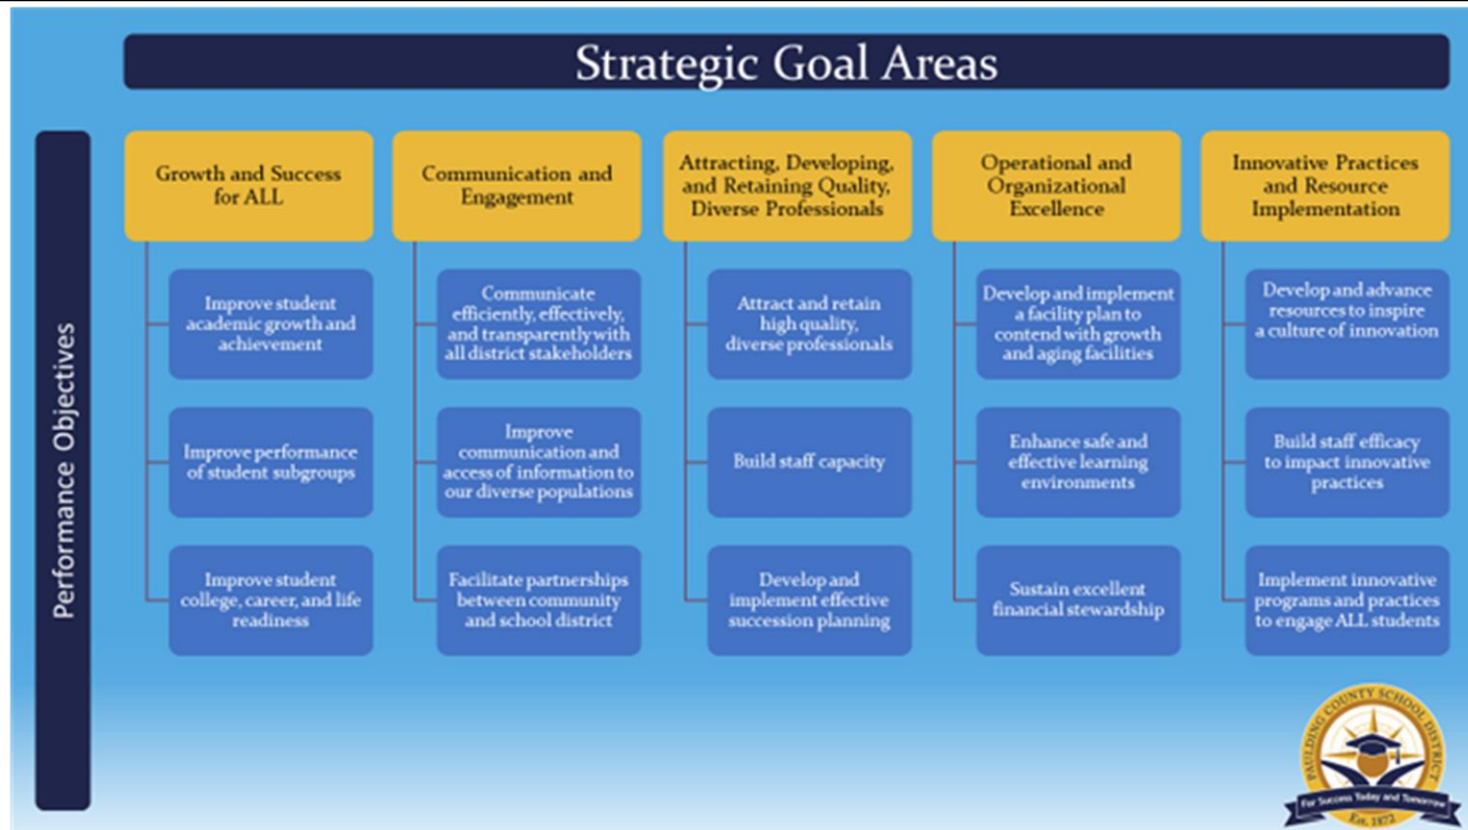 Strategic Goal Areas
Performance Objectives
Growth and Success
for ALL
Improve student
academic growth and
achievement
Improve performance
of student subgroups
Improve student
college, career, and life
readiness
Communication and
Engagement
Communicate
efficiently, effectively,
and transparently with
all district stakeholders
Improve
communication and
access of information to
our diverse populations
Facilitate partnerships
between community
and school district
Attracting, Developing,
and Retaining Quality,
Diverse Professionals
Attract and retain
high quality,
diverse professionals
Build staff capacity
Develop and
implement effective
succession planning
Operational and
Organizational
Excellence
Develop and implement
a facility plan to
contend with growth
and aging facilities
Enhance safe and
effective learning
environments
Sustain excellent
financial stewardship
Innovative Practices
and Resource
Implementation
Develop and advance
resources to inspire
a culture of innovation
Build staff efficacy
to impact innovative
practices
Implement innovative
programs and practices
to engage ALL students
PAULDING COUNTY SCHOOL DISTRICT
For Success Today and Tomorrow
Est. 1872